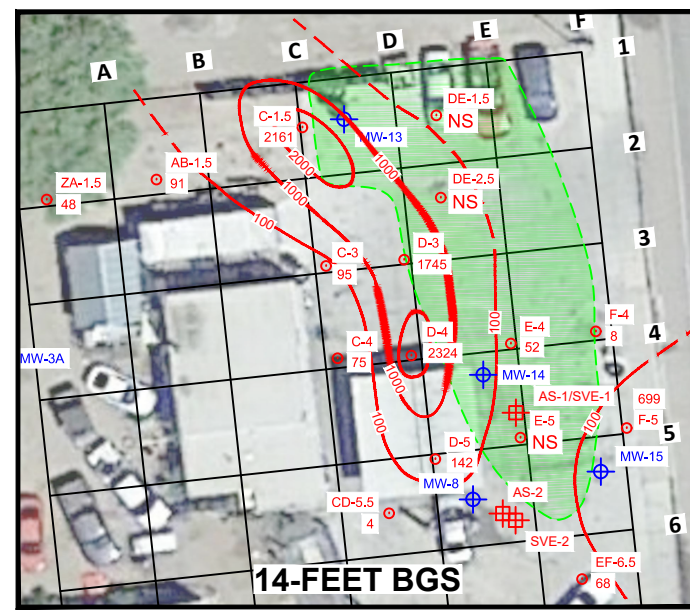 A
B
C
D
E
F
1
2
3
4
5
6
C-1.5
2161
MW-13
DE-1.5
NS
2000
1000
AB-1.5
91
ZA-1.5
48
1000
DE-2.5
NS
100
D-3
1745
C-3
95
100
F-4
8
E-4
52
D-4
2324
C-4
75
MW-3A
MW-14
1000
AS-1/SVE-1
699
F-5
100
E-5
NS
100
D-5
142
MW-15
MW-8
AS-2
CD-5.5
4
SVE-2
EF-6.5
68
14-FEET BGS